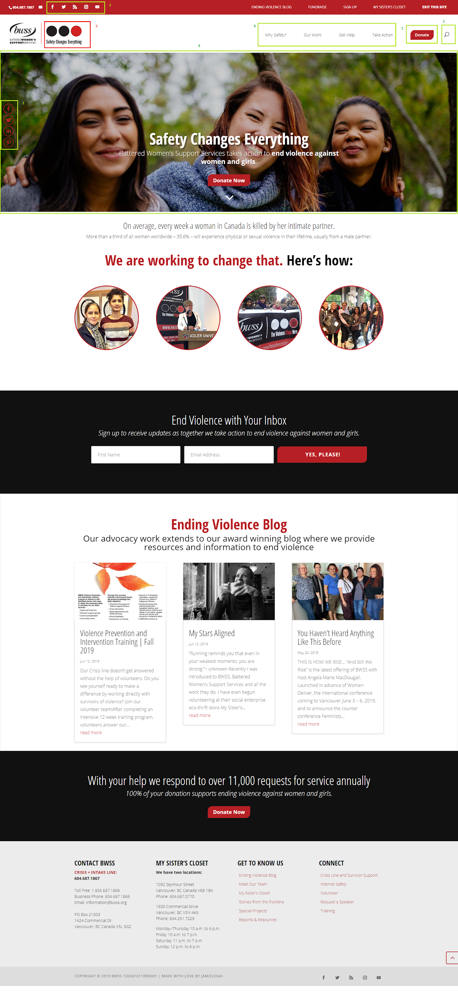 604.687.1867
2
ENDING VIOLENCE BLOG
FUNDRAISE
SIGN UP
MY SISTER'S CLOSET
EXIT THIS SITE
bwss
BATTERED WOMEN'S
SUPPORT SERVICES
Safety Changes Everything
5
4
6
Why Safety?
Our Work
Get Help
Take Action
1
Donate
3
2
Safety Changes Everything
Battered Women's Support Services takes action to end violence against
women and girls.
Donate Now
On average, every week a woman in Canada is killed by her intimate partner.
More than a third of all women worldwide – 35.6% – will experience physical or sexual violence in their lifetime, usually from a male partner.
We are working to change that. Here's how:
WWW.BWSS
ADLER UNIVE
bwss
The Violence Stops Here
End Violence with Your Inbox
Sign up to receive updates as together we take action to end violence against women and girls.
First Name
Email Address
YES, PLEASE!
Ending Violence Blog
Our advocacy work extends to our award winning blog where we provide
resources and information to end violence
Violence Prevention and
Intervention Training | Fall
2019
Jun 12, 2019
Our Crisis line doesn't get answered
without the help of volunteers. Do you
see yourself ready to make a
difference by working directly with
survivors of violence? Join our
volunteer team!After completing an
intensive 12 week training program,
volunteers answer our...
read more
My Stars Aligned
Jun 12, 2019
“Running reminds you that even in
your weakest moments, you are
strong.”~ unknown Recently I was
introduced to BWSS, Battered
Women's Support Services and all the
work they do. I have even begun
volunteering at their social enterprise
eco-thrift store My Sister's...
read more
You Haven't Heard Anything
Like This Before
May 24, 2019
THIS IS HOW WE RISE... “And Still We
Rise” is the latest offering of BWSS with
host Angela Marie MacDougall.
Launched in advance of Women
Deliver, the international conference
coming to Vancouver June 3 – 6, 2019,
and to announce the counter
conference Feminists...
read more
With your help we respond to over 11,000 requests for service annually
100% of your donation supports ending violence against women and girls.
Donate Now
CONTACT BWSS
CRISIS + INTAKE LINE:
604.687.1867
Toll Free: 1.855.687.1868
Business Phone: 604.687.1868
Email: information@bwss.org
PO Box 21503
1424 Commercial Dr.
Vancouver, BC Canada V5L 5G2
MY SISTER'S CLOSET
We have two locations:
1092 Seymour Street
Vancouver, BC Canada V6B 1B4
Phone: 604.687.0770
1830 Commercial Drive
Vancouver, BC V5N 4A5
Phone: 604.251.7229
Monday–Thursday 10 a.m. to 6 p.m.
Friday 10 a.m. to 7 p.m.
Saturday 11 a.m. to 7 p.m.
Sunday 12 p.m. to 6 p.m.
GET TO KNOW US
Ending Violence Blog
Meet Our Team
My Sister's Closet
Stories from the frontline
Special Projects
Reports & Resources
CONNECT
Crisis Line and Survivor Support
Internet Safety
Volunteer
Request a Speaker
Training
COPYRIGHT © 2019 BWSS 130361611RR0001 | MADE WITH LOVE BY JAMIELEIGH